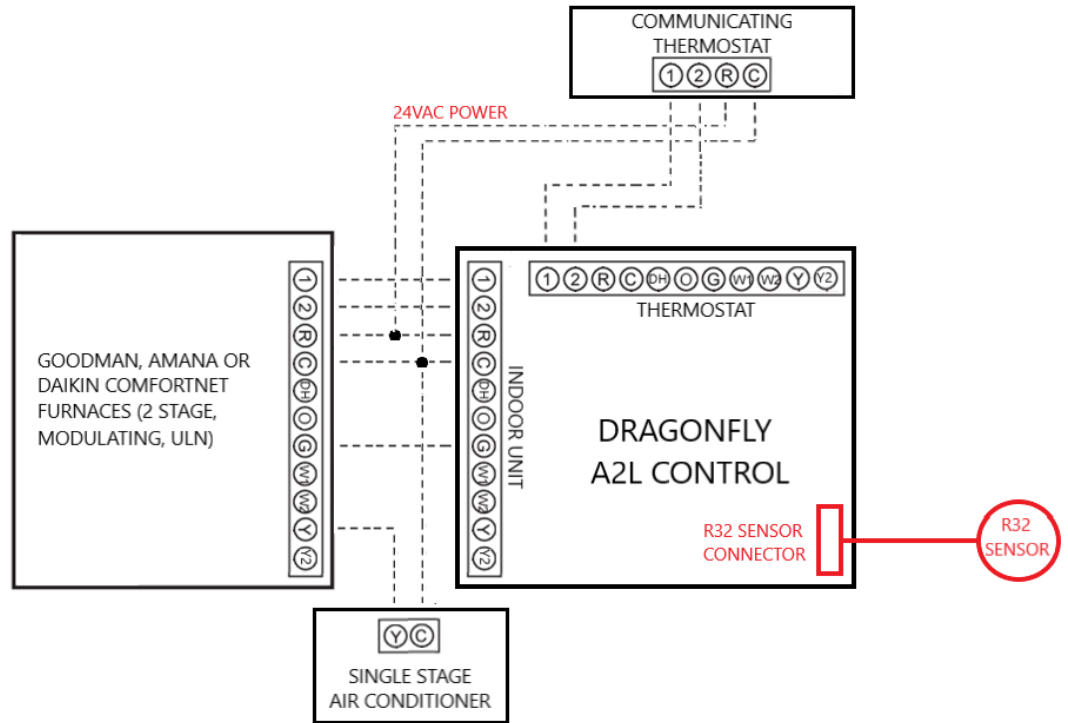 COMMUNICATING
THERMOSTAT
1 2 R C
24VAC POWER
GOODMAN, AMANA OR
DAIKIN COMFORTNET
FURNACES (2 STAGE,
MODULATING, ULN)
1
2
R
C
DH
O
G
W1
W2
Y
Y2
1
2
R
C
DH
O
G
W1
W2
Y
Y2
INDOOR UNIT
1 2 R C DH O G W1 W2 Y Y2
THERMOSTAT
DRAGONFLY
A2L CONTROL
R32 SENSOR
CONNECTOR
R32
SENSOR
Y C
SINGLE STAGE
AIR CONDITIONER